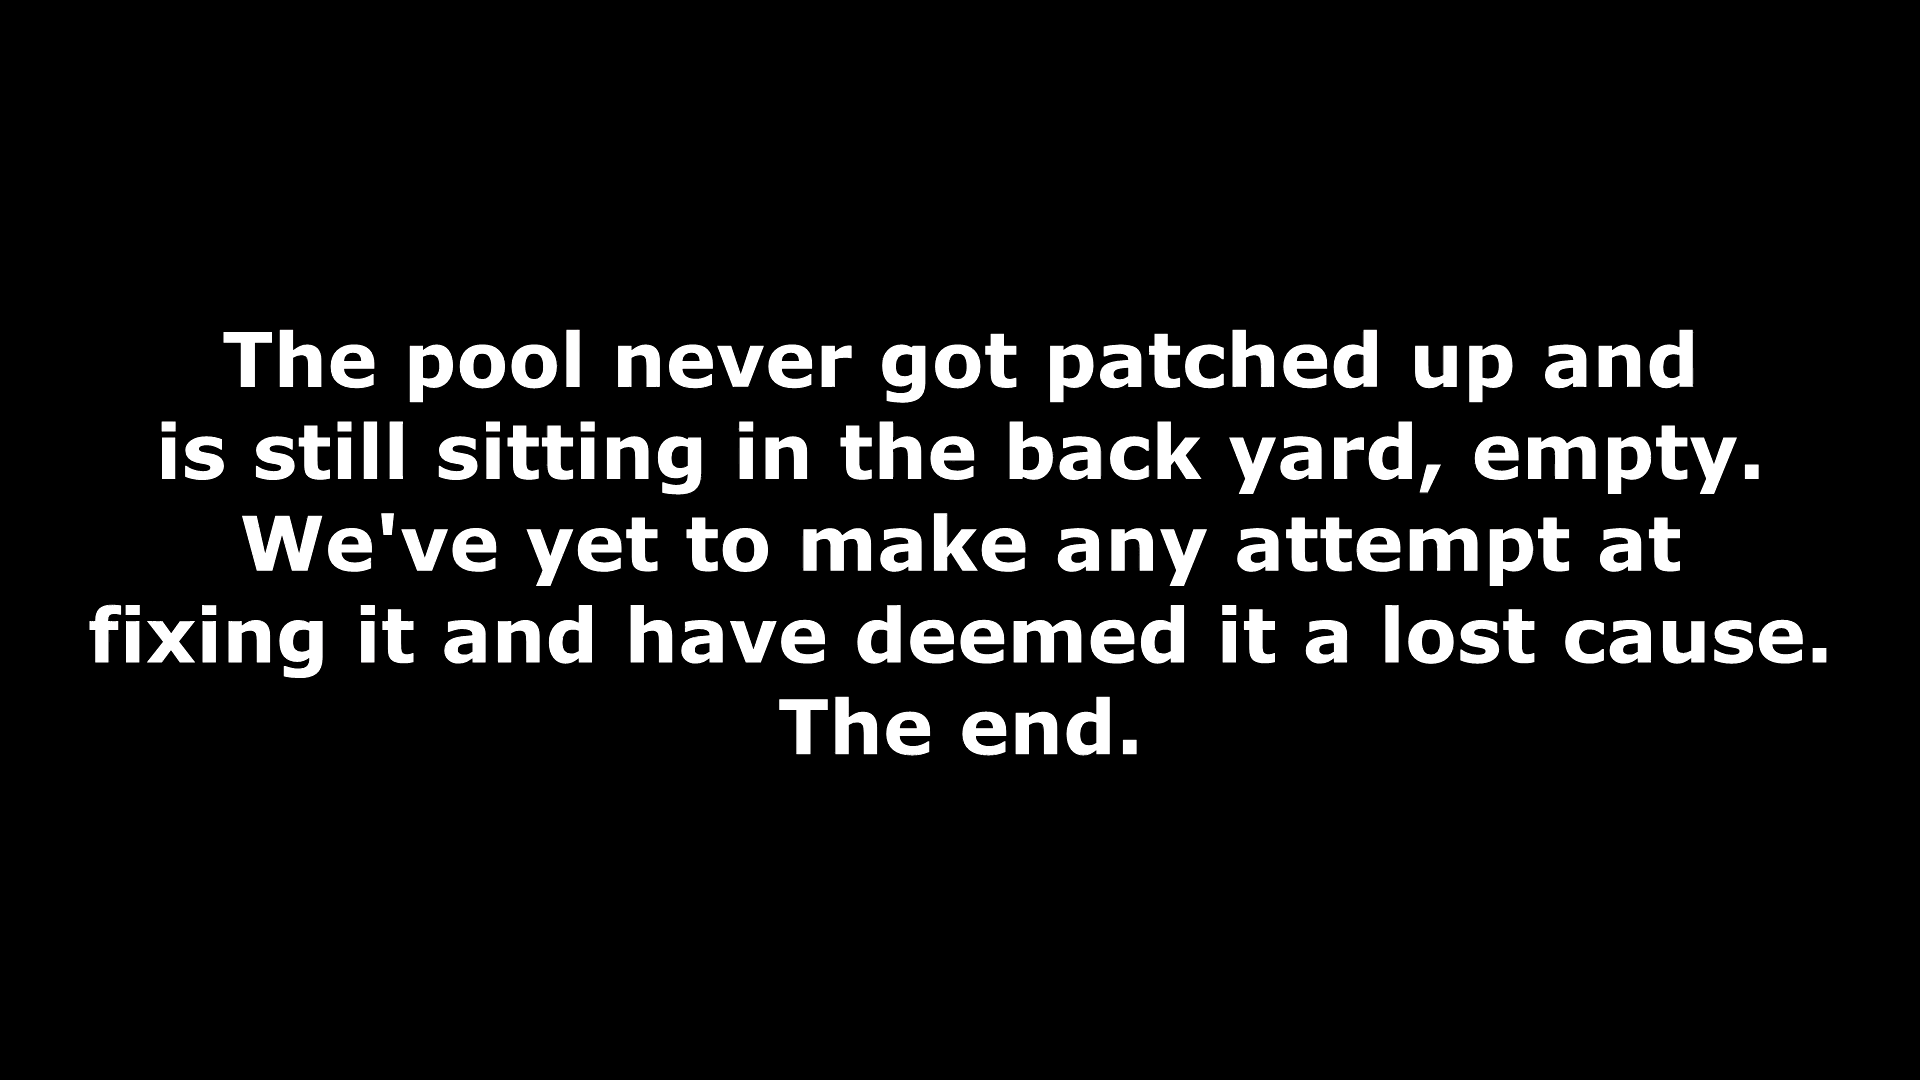 The pool never got patched up and
is still sitting in the back yard, empty.
We've yet to make any attempt at
fixing it and have deemed it a lost cause.
The end.